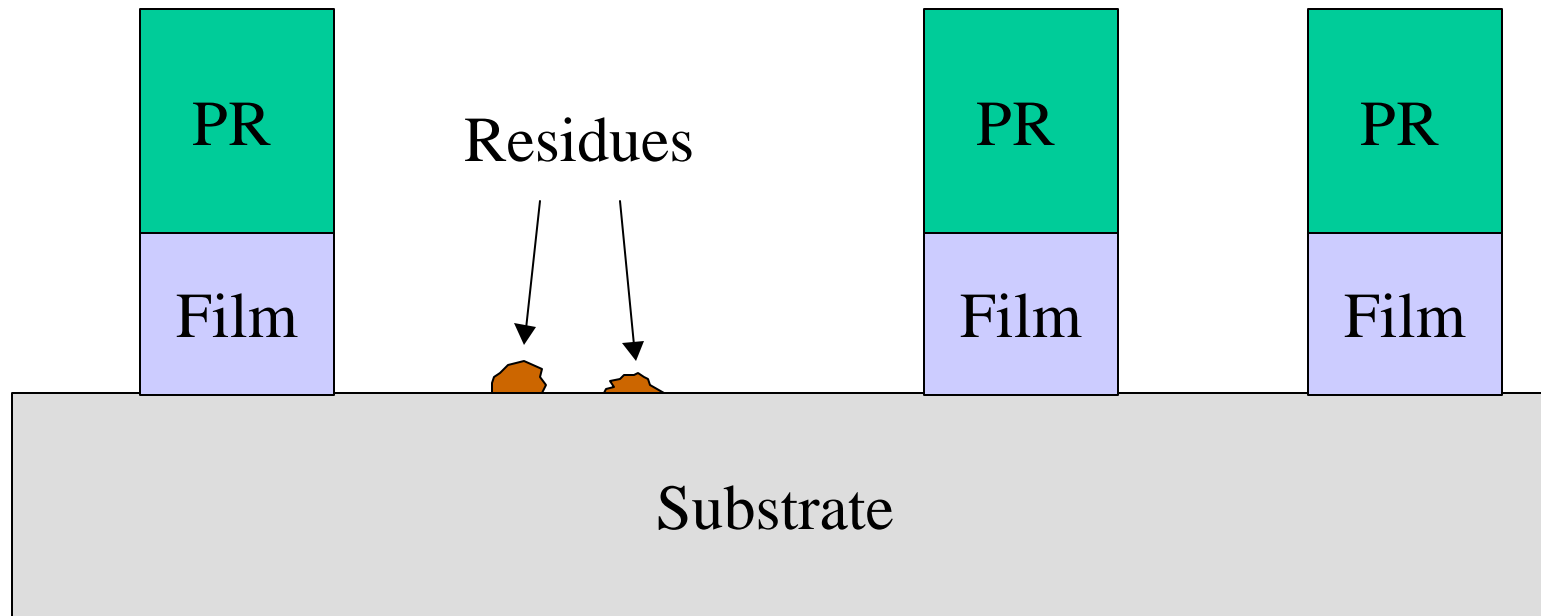 PR
PR
PR
Residues
Film
Film
Film
Substrate